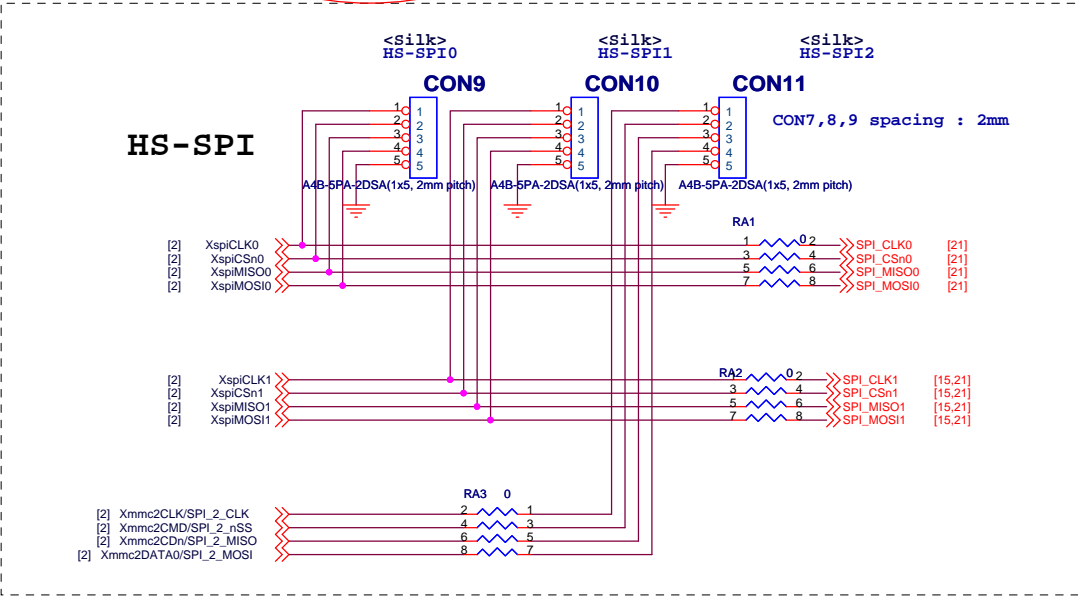 <Silk> <Silk> <Silk>
HS-SPI0 HS-SPI1 HS-SPI2
CON9 CON10 CON11
1 1 1 1 1 1
2 2 2 2 2 2
3 3 3 3 3 3
4 4 4 4 4 4
5 5 5 5 5 5
CON7,8,9 spacing : 2mm
HS-SPI
A4B-5PA-2DSA(1x5, 2mm pitch) A4B-5PA-2DSA(1x5, 2mm pitch) A4B-5PA-2DSA(1x5, 2mm pitch)
RA1
[2] XspiCLK0 1 0 2 SPI_CLK0 [21]
[2] XspiCSn0 3 4 SPI_CSn0 [21]
[2] XspiMISO0 5 6 SPI_MISO0 [21]
[2] XspiMOSI0 7 8 SPI_MOSI0 [21]
RA2
[2] XspiCLK1 1 0 2 SPI_CLK1 [15,21]
[2] XspiCSn1 3 4 SPI_CSn1 [15,21]
[2] XspiMISO1 5 6 SPI_MISO1 [15,21]
[2] XspiMOSI1 7 8 SPI_MOSI1 [15,21]
RA3 0
[2] Xmmc2CLK/SPI_2_CLK 2 1
[2] Xmmc2CMD/SPI_2_nSS 4 3
[2] Xmmc2CDn/SPI_2_MISO 6 5
[2] Xmmc2DATA0/SPI_2_MOSI 8 7